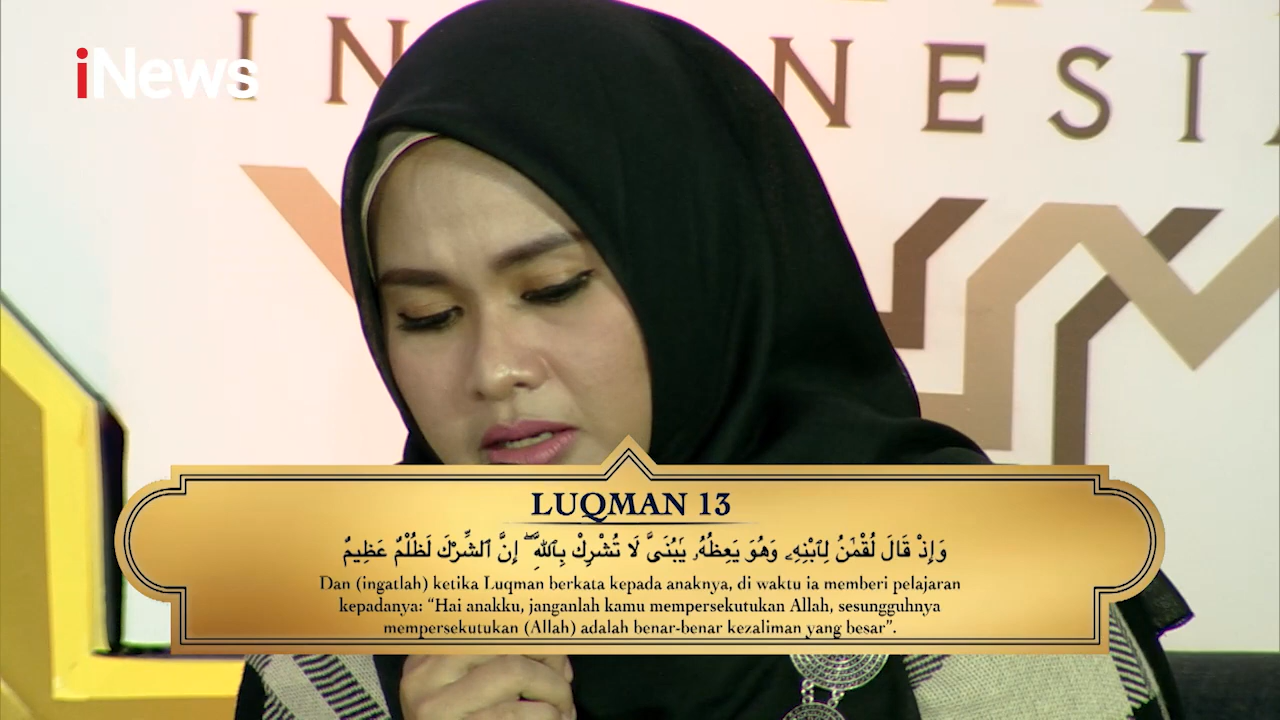 iNews
LUQMAN 13
وَإِذْ قَالَ لُقْمَٰنُ لِٱبْنِهِۦ وَهُوَ يَعِظُهُۥ يَٰبُنَىَّ لَا تُشْرِكْ بِٱللَّهِ ۖ إِنَّ ٱلشِّرْكَ لَظُلْمٌ عَظِيمٌ
Dan (ingatlah) ketika Luqman berkata kepada anaknya, di waktu ia memberi pelajaran
kepadanya: “Hai anakku, janganlah kamu mempersekutukan Allah, sesungguhnya
mempersekutukan (Allah) adalah benar-benar kezaliman yang besar”.